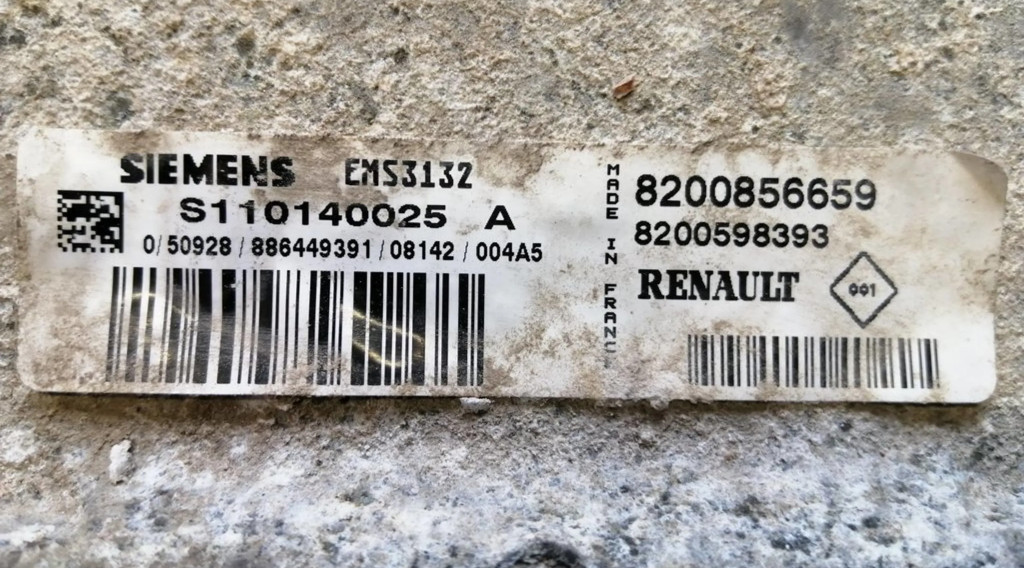 SIEMENS EMS3132
S110140025 A
0/50928/886449391/08142/004A5
MADE IN FRANCE
8200856659
8200598393
RENAULT 001